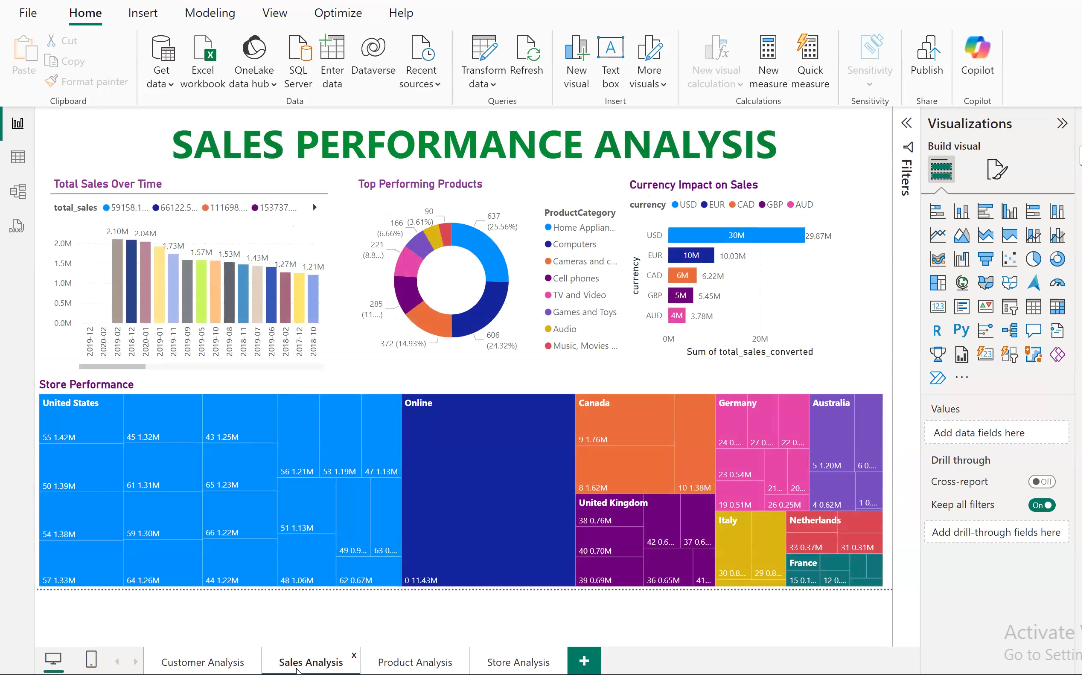 File Home Insert Modeling View Optimize Help
Paste
Cut
Copy
Format painter
Clipboard
Get data
Excel workbook
OneLake data hub
SQL Server
Enter data
Dataverse
Recent sources
Data
Transform data
Refresh
Queries
New visual
Text box
More visuals
Insert
New visual calculation
New measure
Quick measure
Calculations
Sensitivity
Sensitivity
Publish
Share
Copilot
Copilot
SALES PERFORMANCE ANALYSIS
Total Sales Over Time
total_sales 59158.1... 66122.5... 111698.... 153737....
2.0M
1.5M
1.0M
0.5M
0.0M
2.10M 2.04M 1.73M 1.57M 1.53M 1.43M 1.27M 1.21M
2019-12 2020-02 2019-02 2018-12 2020-01 2019-01 2019-11 2019-09 2019-05 2019-10 2019-08 2018-11 2019-07 2019-06 2018-02 2017-12 2018-10
Top Performing Products
90
(3.61%)
166
(6.66%)
221
(8.8...)
285
(11....)
372 (14.93%)
637
(25.56%)
606
(24.32%)
ProductCategory
Home Applian...
Computers
Cameras and c...
Cell phones
TV and Video
Games and Toys
Audio
Music, Movies ...
Currency Impact on Sales
currency USD EUR CAD GBP AUD
currency
USD 30M 29.87M
EUR 10M
CAD 6M 6.22M
GBP 5M 5.45M
AUD 4M 3.78M
0M 20M
Sum of total_sales_converted
Store Performance
United States
55 1.42M 45 1.32M 43 1.25M
56 1.21M 53 1.19M 47 1.13M
50 1.39M 61 1.31M 65 1.23M
51 1.13M
54 1.38M 59 1.30M 66 1.22M
49 0.9... 63 0....
57 1.33M 64 1.26M 44 1.22M 48 1.06M 62 0.67M
Online
0 11.43M
Canada
9 1.76M
8 1.62M 10 1.38M
United Kingdom
38 0.76M
40 0.70M 42 0.6... 37 0.6...
39 0.69M 36 0.65M 41...
Germany
24 0.... 27 0.... 22 0....
23 0.54M 21... 20...
19 0.51M 26 0.25M
Australia
5 1.20M 6 0....
4 0.62M 1 0....
Italy
30 0.8... 29 0.8...
Netherlands
33 0.37M 31 0.31M
France
15 0.1... 12 0....
Filters
Visualizations
Build visual
R Py
123
Values
Add data fields here
Drill through
Cross-report Off
Keep all filters On
Add drill-through fields here
Activate
Go to Settin
Customer Analysis
Sales Analysis x
Product Analysis
Store Analysis
+